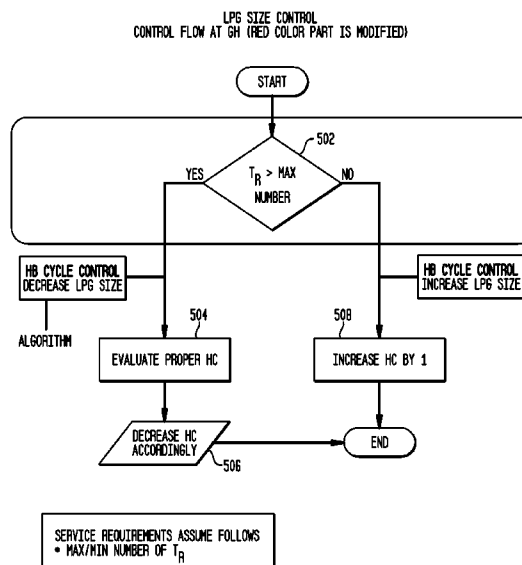 LPG SIZE CONTROL
CONTROL FLOW AT GH (RED COLOR PART IS MODIFIED)
START
502
YES
T_R > MAX
NUMBER
NO
HB CYCLE CONTROL
DECREASE LPG SIZE
HB CYCLE CONTROL
INCREASE LPG SIZE
ALGORITHM
504
EVALUATE PROPER HC
508
INCREASE HC BY 1
DECREASE HC
ACCORDINGLY
506
END
SERVICE REQUIREMENTS ASSUME FOLLOWS
• MAX/MIN NUMBER OF T_R